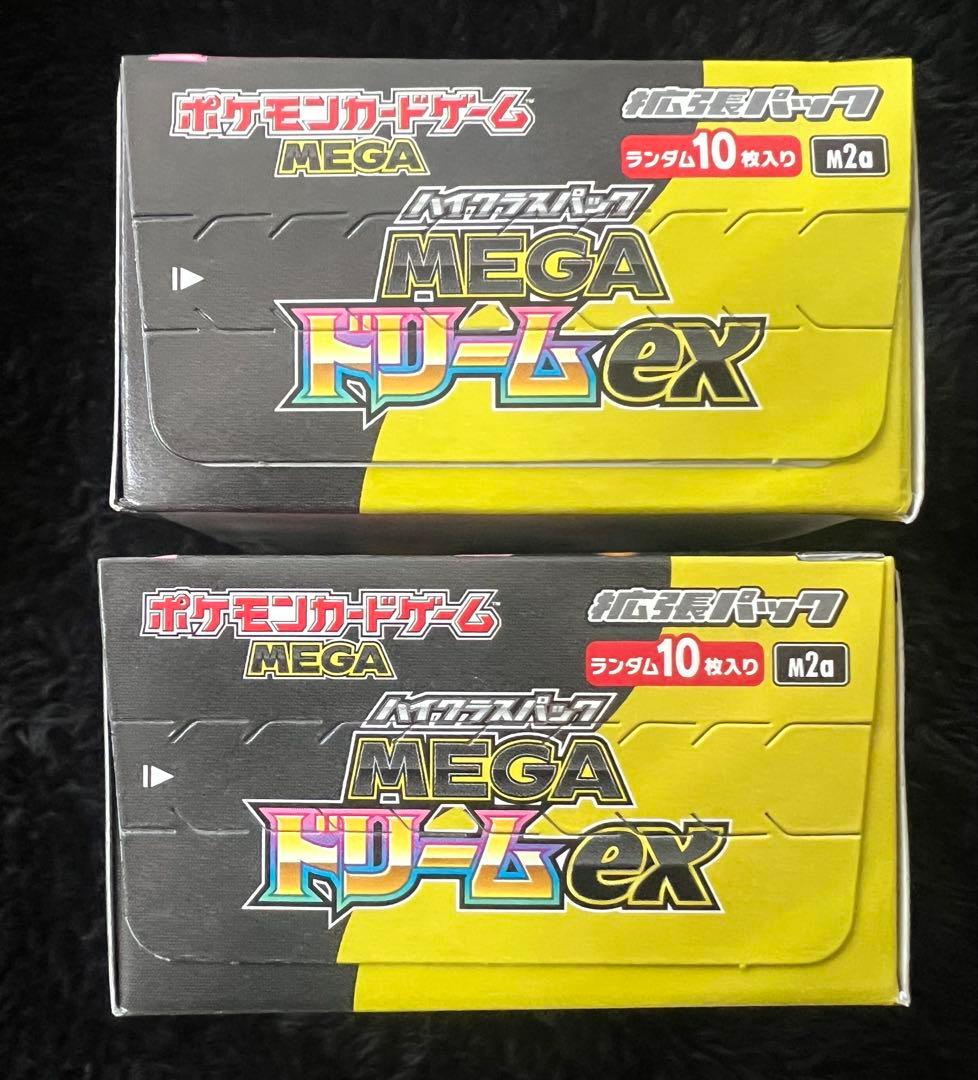 ポケモンカードゲーム
MEGA
拡張パック
ランダム10枚入り
M2a
ハイクラスパック
MEGA
ドリームex
ポケモンカードゲーム
MEGA
拡張パック
ランダム10枚入り
M2a
ハイクラスパック
MEGA
ドリームex